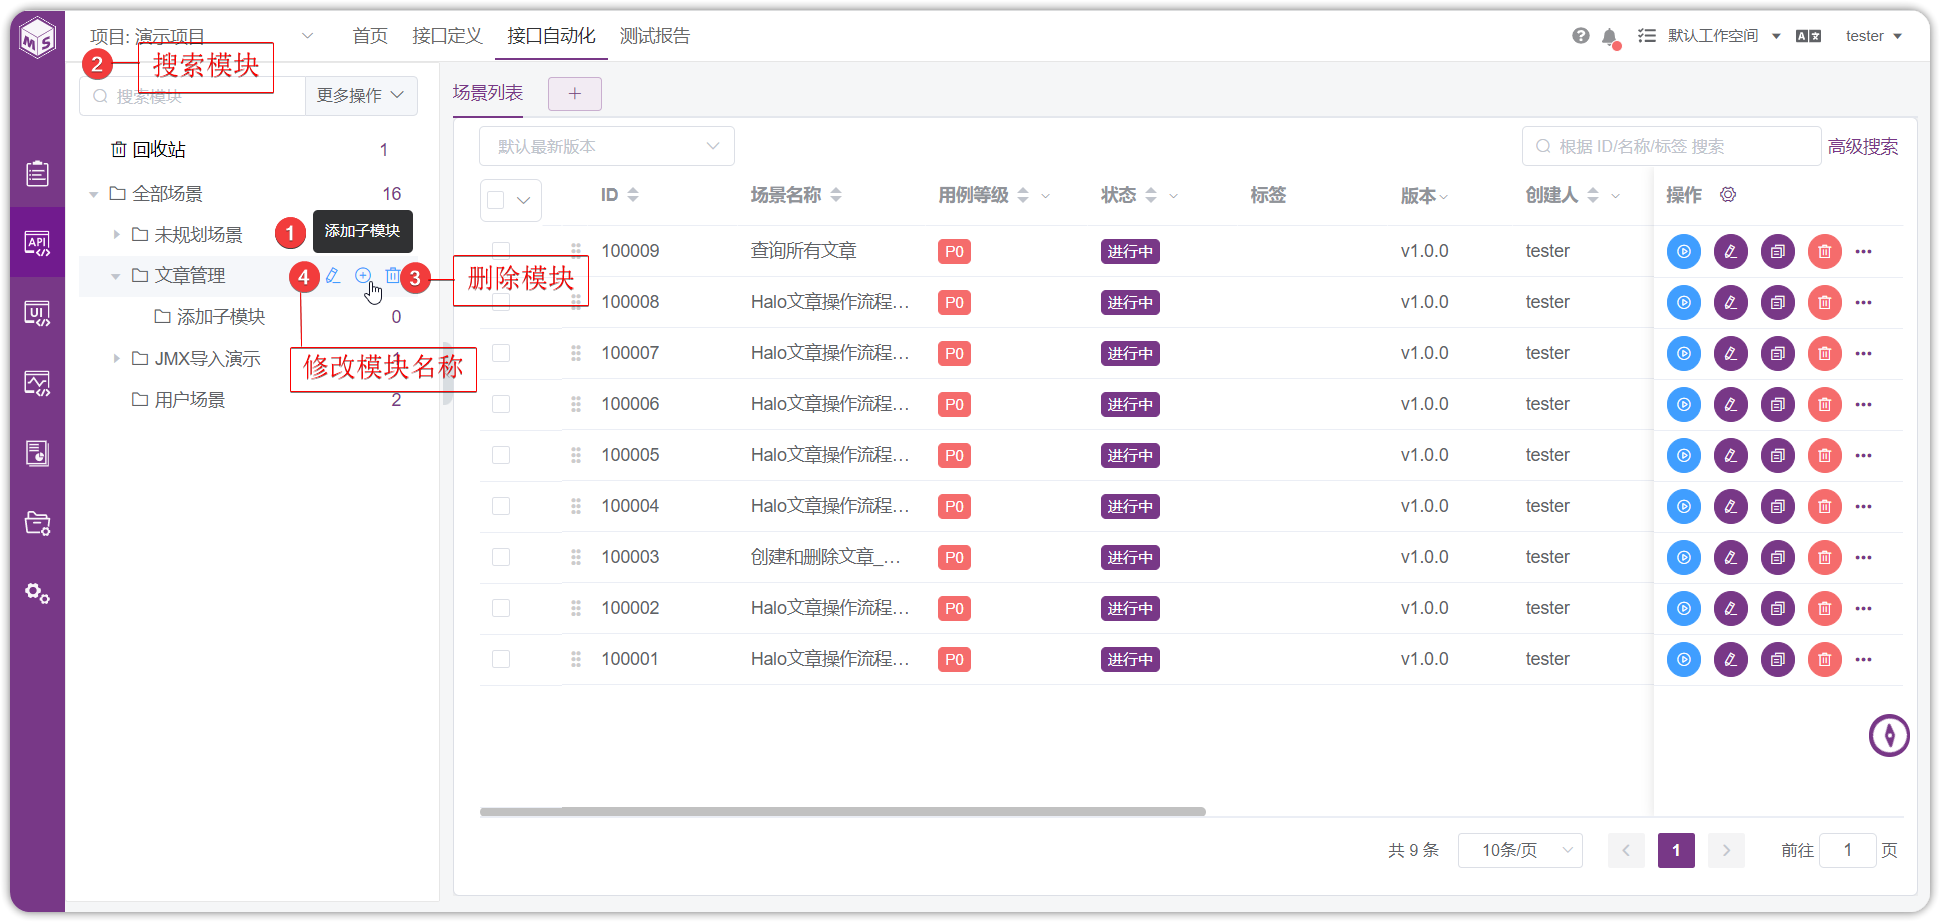 项目: 演示项目
首页 接口定义 接口自动化 测试报告
默认工作空间 tester
2 搜索模块
搜索模块 更多操作
场景列表 +
回收站 1
全部场景 16
未规划场景
1 添加子模块
文章管理
4
3 删除模块
添加子模块 0
JMX导入演示
修改模块名称
用户场景 2
默认最新版本
根据 ID/名称/标签 搜索 高级搜索
ID 场景名称 用例等级 状态 标签 版本 创建人 操作
100009 查询所有文章 P0 进行中 v1.0.0 tester
100008 Halo文章操作流程... P0 进行中 v1.0.0 tester
100007 Halo文章操作流程... P0 进行中 v1.0.0 tester
100006 Halo文章操作流程... P0 进行中 v1.0.0 tester
100005 Halo文章操作流程... P0 进行中 v1.0.0 tester
100004 Halo文章操作流程... P0 进行中 v1.0.0 tester
100003 创建和删除文章_... P0 进行中 v1.0.0 tester
100002 Halo文章操作流程... P0 进行中 v1.0.0 tester
100001 Halo文章操作流程... P0 进行中 v1.0.0 tester
共 9 条 10条/页 1 前往 1 页
MS
API
UI